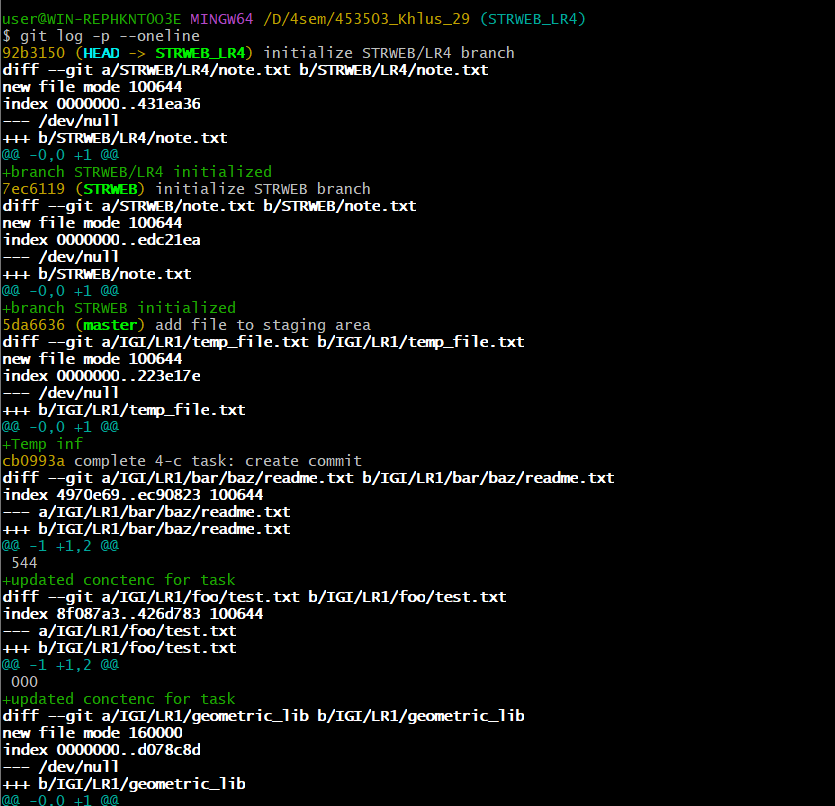 user@WIN-REPHKNT0O3E MINGW64 /D/4sem/453503_Khlus_29 (STRWEB_LR4)
$ git log -p --oneline
92b3150 (HEAD -> STRWEB_LR4) initialize STRWEB/LR4 branch
diff --git a/STRWEB/LR4/note.txt b/STRWEB/LR4/note.txt
new file mode 100644
index 0000000..431ea36
--- /dev/null
+++ b/STRWEB/LR4/note.txt
@@ -0,0 +1 @@
+branch STRWEB/LR4 initialized
7ec6119 (STRWEB) initialize STRWEB branch
diff --git a/STRWEB/note.txt b/STRWEB/note.txt
new file mode 100644
index 0000000..edc21ea
--- /dev/null
+++ b/STRWEB/note.txt
@@ -0,0 +1 @@
+branch STRWEB initialized
5da6636 (master) add file to staging area
diff --git a/IGI/LR1/temp_file.txt b/IGI/LR1/temp_file.txt
new file mode 100644
index 0000000..223e17e
--- /dev/null
+++ b/IGI/LR1/temp_file.txt
@@ -0,0 +1 @@
+Temp inf
cb0993a complete 4-c task: create commit
diff --git a/IGI/LR1/bar/baz/readme.txt b/IGI/LR1/bar/baz/readme.txt
index 4970e69..ec90823 100644
--- a/IGI/LR1/bar/baz/readme.txt
+++ b/IGI/LR1/bar/baz/readme.txt
@@ -1 +1,2 @@
 544
+updated conctenc for task
diff --git a/IGI/LR1/foo/test.txt b/IGI/LR1/foo/test.txt
index 8f087a3..426d783 100644
--- a/IGI/LR1/foo/test.txt
+++ b/IGI/LR1/foo/test.txt
@@ -1 +1,2 @@
 000
+updated conctenc for task
diff --git a/IGI/LR1/geometric_lib b/IGI/LR1/geometric_lib
new file mode 160000
index 0000000..d078c8d
--- /dev/null
+++ b/IGI/LR1/geometric_lib
@@ -0,0 +1 @@